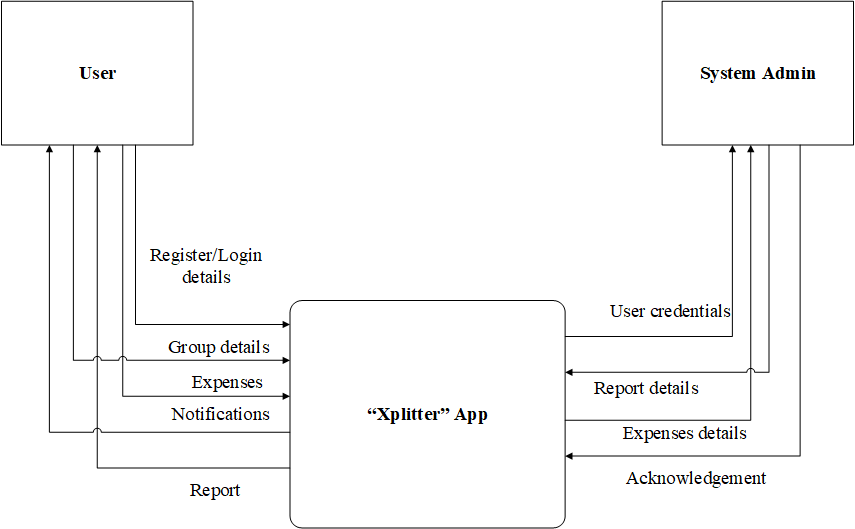 User
System Admin
Register/Login
details
User credentials
Group details
Expenses
Report details
Notifications
“Xplitter” App
Expenses details
Acknowledgement
Report